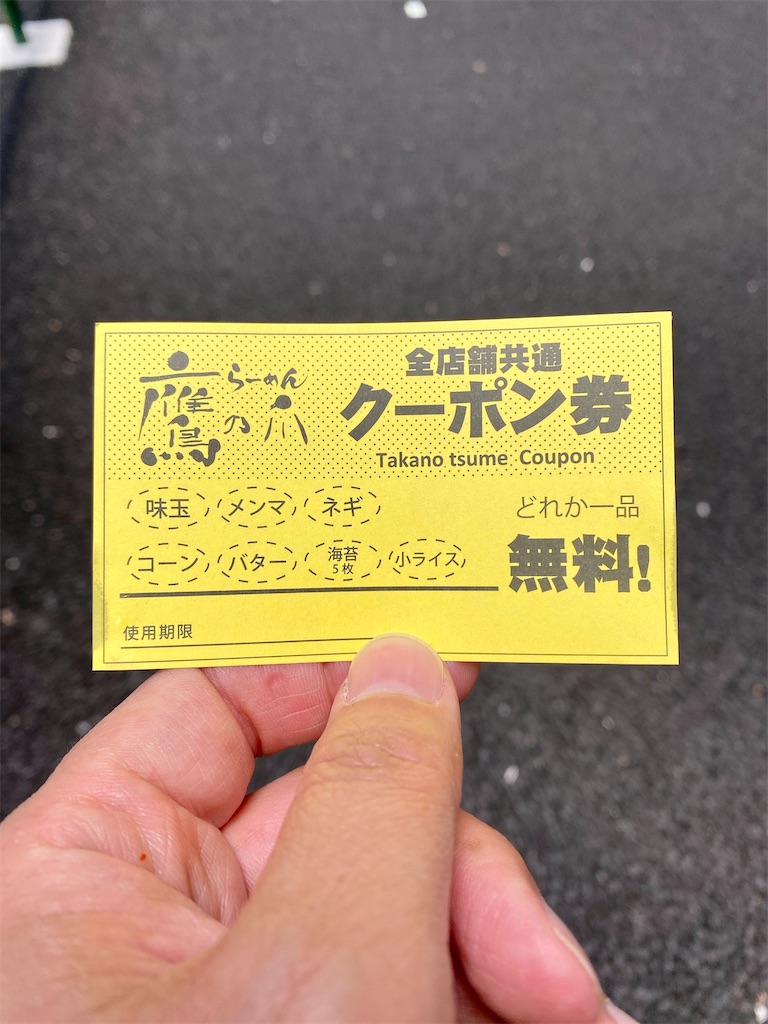 らーめん
鷹の爪
全店舗共通
クーポン券
Takano tsume Coupon
味玉 メンマ ネギ
コーン バター 海苔 5枚 小ライス
どれか一品
無料!
使用期限